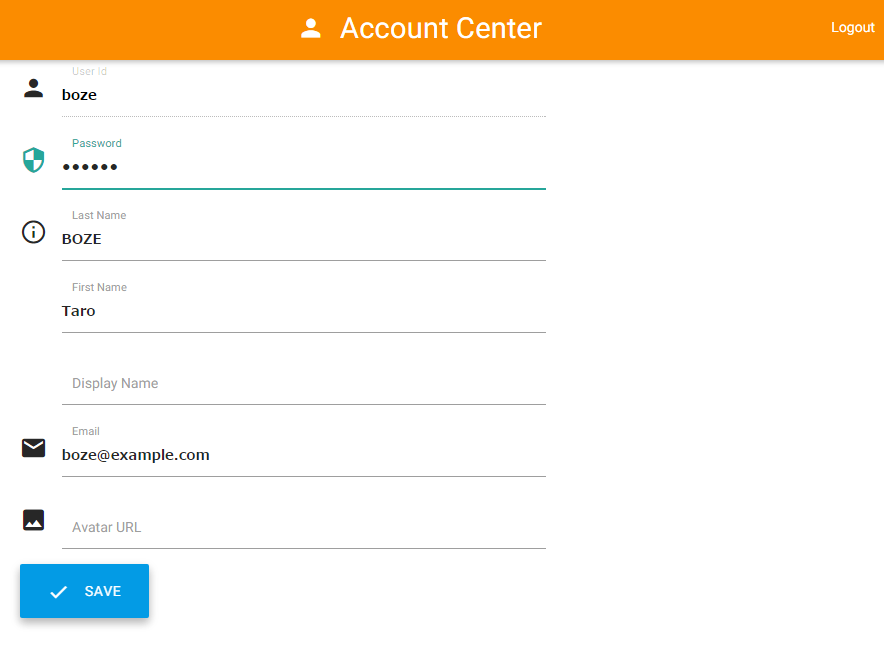 Account Center
Logout
User Id
boze
Password
••••••
Last Name
BOZE
First Name
Taro
Display Name
Email
boze@example.com
Avatar URL
SAVE